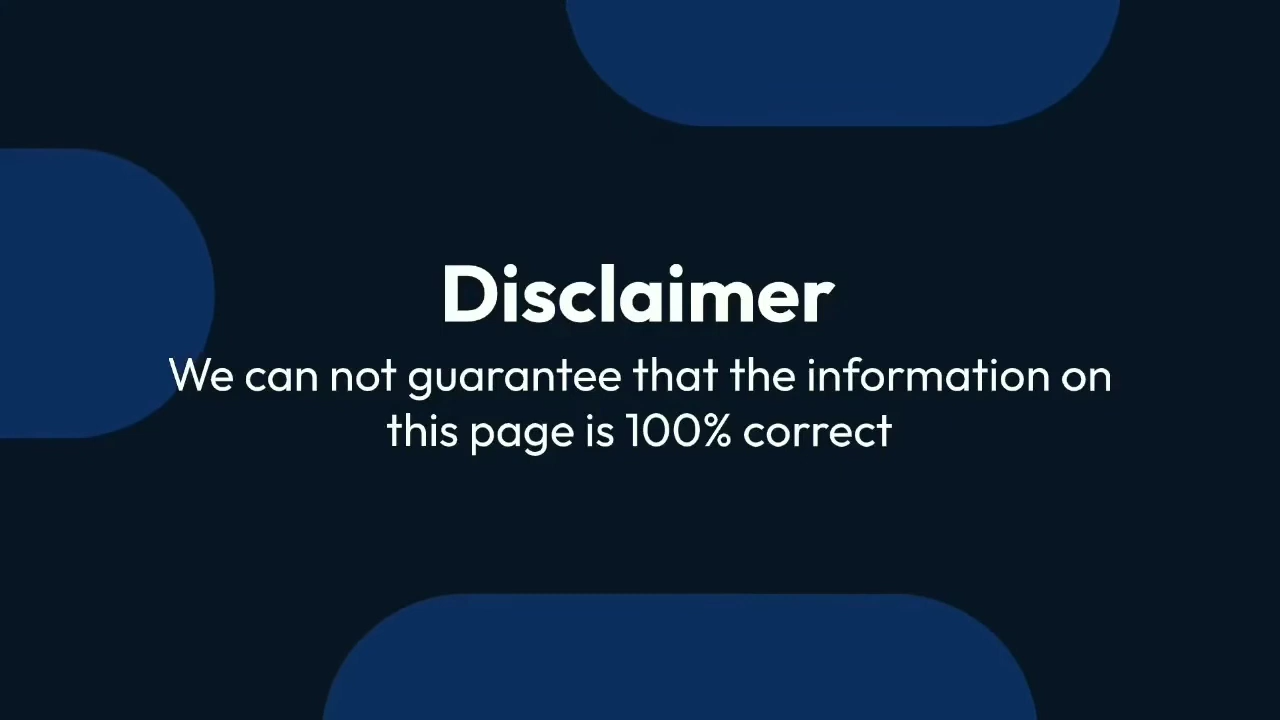 Disclaimer
We can not guarantee that the information on
this page is 100% correct